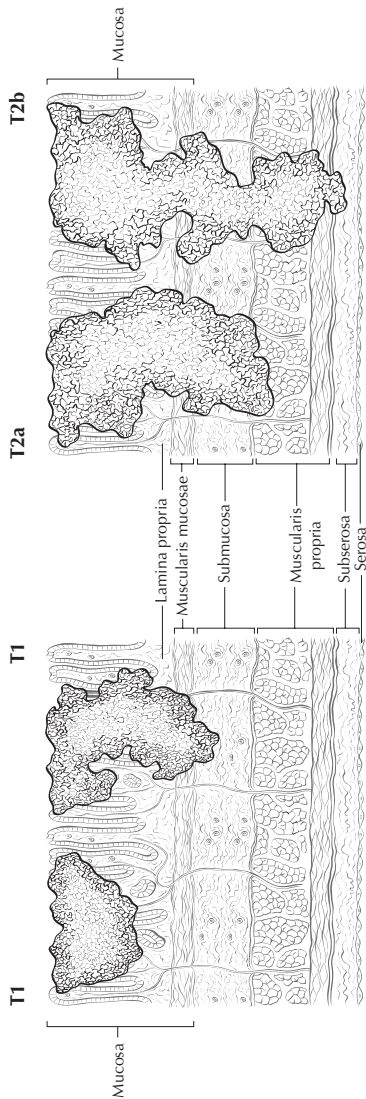 T1
T1
T2a
T2b
Mucosa
Lamina propria
Muscularis mucosae
Submucosa
Muscularis
propria
Subserosa
Serosa
Mucosa